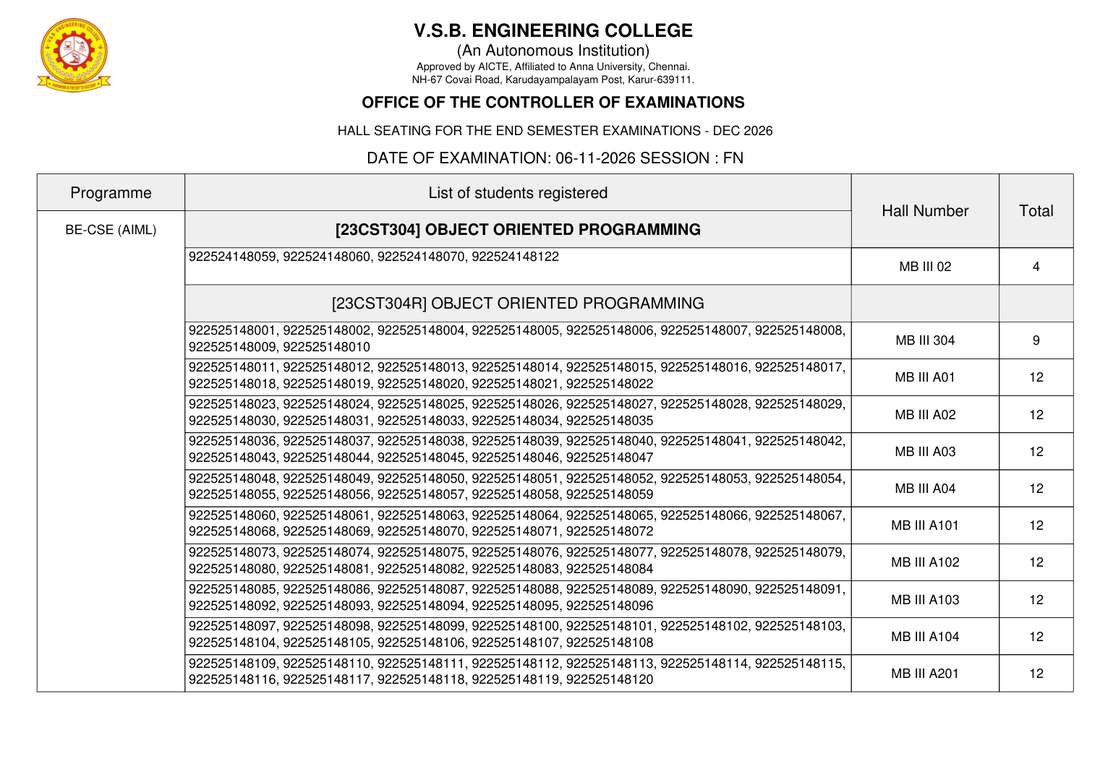 V.S.B. ENGINEERING COLLEGE
(An Autonomous Institution)
Approved by AICTE, Affiliated to Anna University, Chennai.
NH-67 Covai Road, Karudayampalayam Post, Karur-639111.
OFFICE OF THE CONTROLLER OF EXAMINATIONS
HALL SEATING FOR THE END SEMESTER EXAMINATIONS - DEC 2026
DATE OF EXAMINATION: 06-11-2026 SESSION : FN
Programme List of students registered Hall Number Total
BE-CSE (AIML) [23CST304] OBJECT ORIENTED PROGRAMMING
922524148059, 922524148060, 922524148070, 922524148122 MB III 02 4
[23CST304R] OBJECT ORIENTED PROGRAMMING
922525148001, 922525148002, 922525148004, 922525148005, 922525148006, 922525148007, 922525148008,
922525148009, 922525148010 MB III 304 9
922525148011, 922525148012, 922525148013, 922525148014, 922525148015, 922525148016, 922525148017,
922525148018, 922525148019, 922525148020, 922525148021, 922525148022 MB III A01 12
922525148023, 922525148024, 922525148025, 922525148026, 922525148027, 922525148028, 922525148029,
922525148030, 922525148031, 922525148033, 922525148034, 922525148035 MB III A02 12
922525148036, 922525148037, 922525148038, 922525148039, 922525148040, 922525148041, 922525148042,
922525148043, 922525148044, 922525148045, 922525148046, 922525148047 MB III A03 12
922525148048, 922525148049, 922525148050, 922525148051, 922525148052, 922525148053, 922525148054,
922525148055, 922525148056, 922525148057, 922525148058, 922525148059 MB III A04 12
922525148060, 922525148061, 922525148063, 922525148064, 922525148065, 922525148066, 922525148067,
922525148068, 922525148069, 922525148070, 922525148071, 922525148072 MB III A101 12
922525148073, 922525148074, 922525148075, 922525148076, 922525148077, 922525148078, 922525148079,
922525148080, 922525148081, 922525148082, 922525148083, 922525148084 MB III A102 12
922525148085, 922525148086, 922525148087, 922525148088, 922525148089, 922525148090, 922525148091,
922525148092, 922525148093, 922525148094, 922525148095, 922525148096 MB III A103 12
922525148097, 922525148098, 922525148099, 922525148100, 922525148101, 922525148102, 922525148103,
922525148104, 922525148105, 922525148106, 922525148107, 922525148108 MB III A104 12
922525148109, 922525148110, 922525148111, 922525148112, 922525148113, 922525148114, 922525148115,
922525148116, 922525148117, 922525148118, 922525148119, 922525148120 MB III A201 12